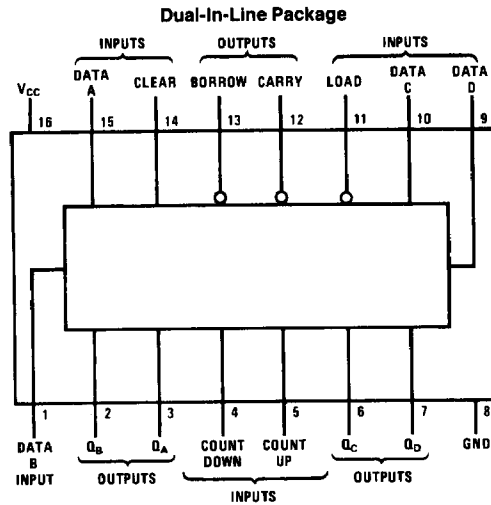 Dual-In-Line Package
INPUTS OUTPUTS INPUTS
DATA A CLEAR BORROW CARRY LOAD DATA C DATA D
VCC
16 15 14 13 12 11 10 9
1 2 3 4 5 6 7 8
DATA B INPUT QB QA COUNT DOWN COUNT UP QC QD GND
OUTPUTS INPUTS OUTPUTS